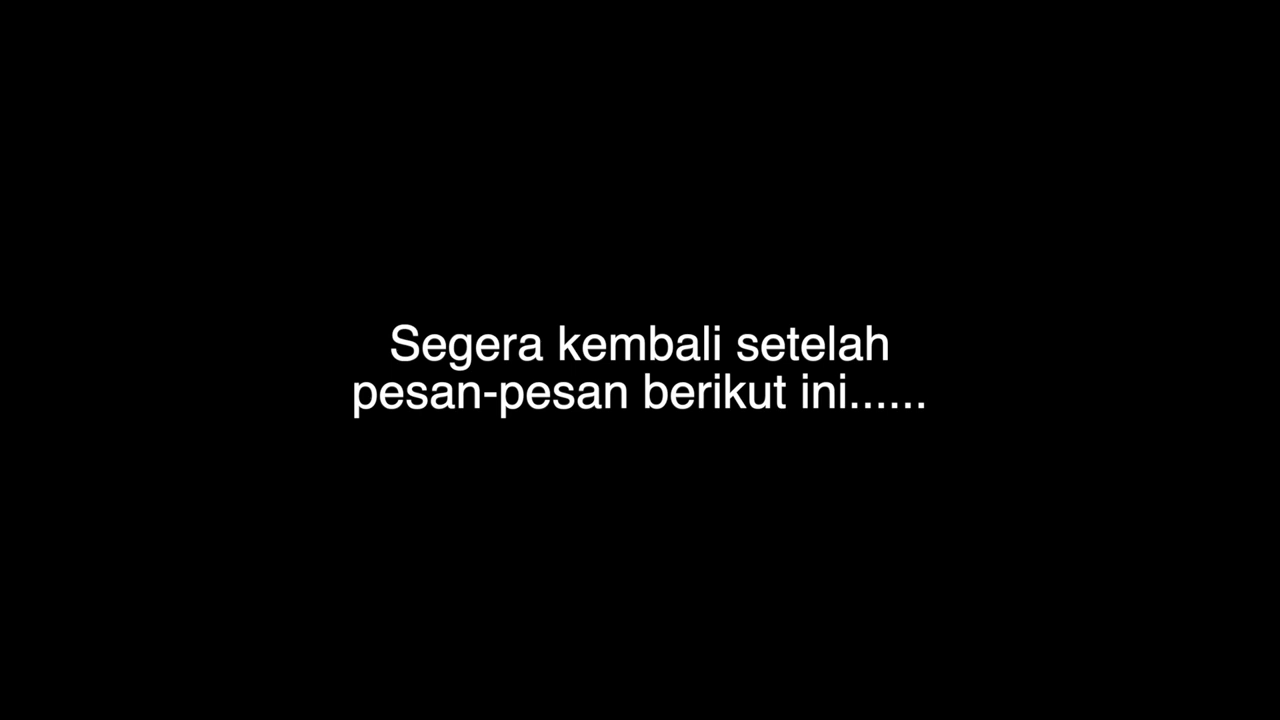 Segera kembali setelah
pesan-pesan berikut ini......